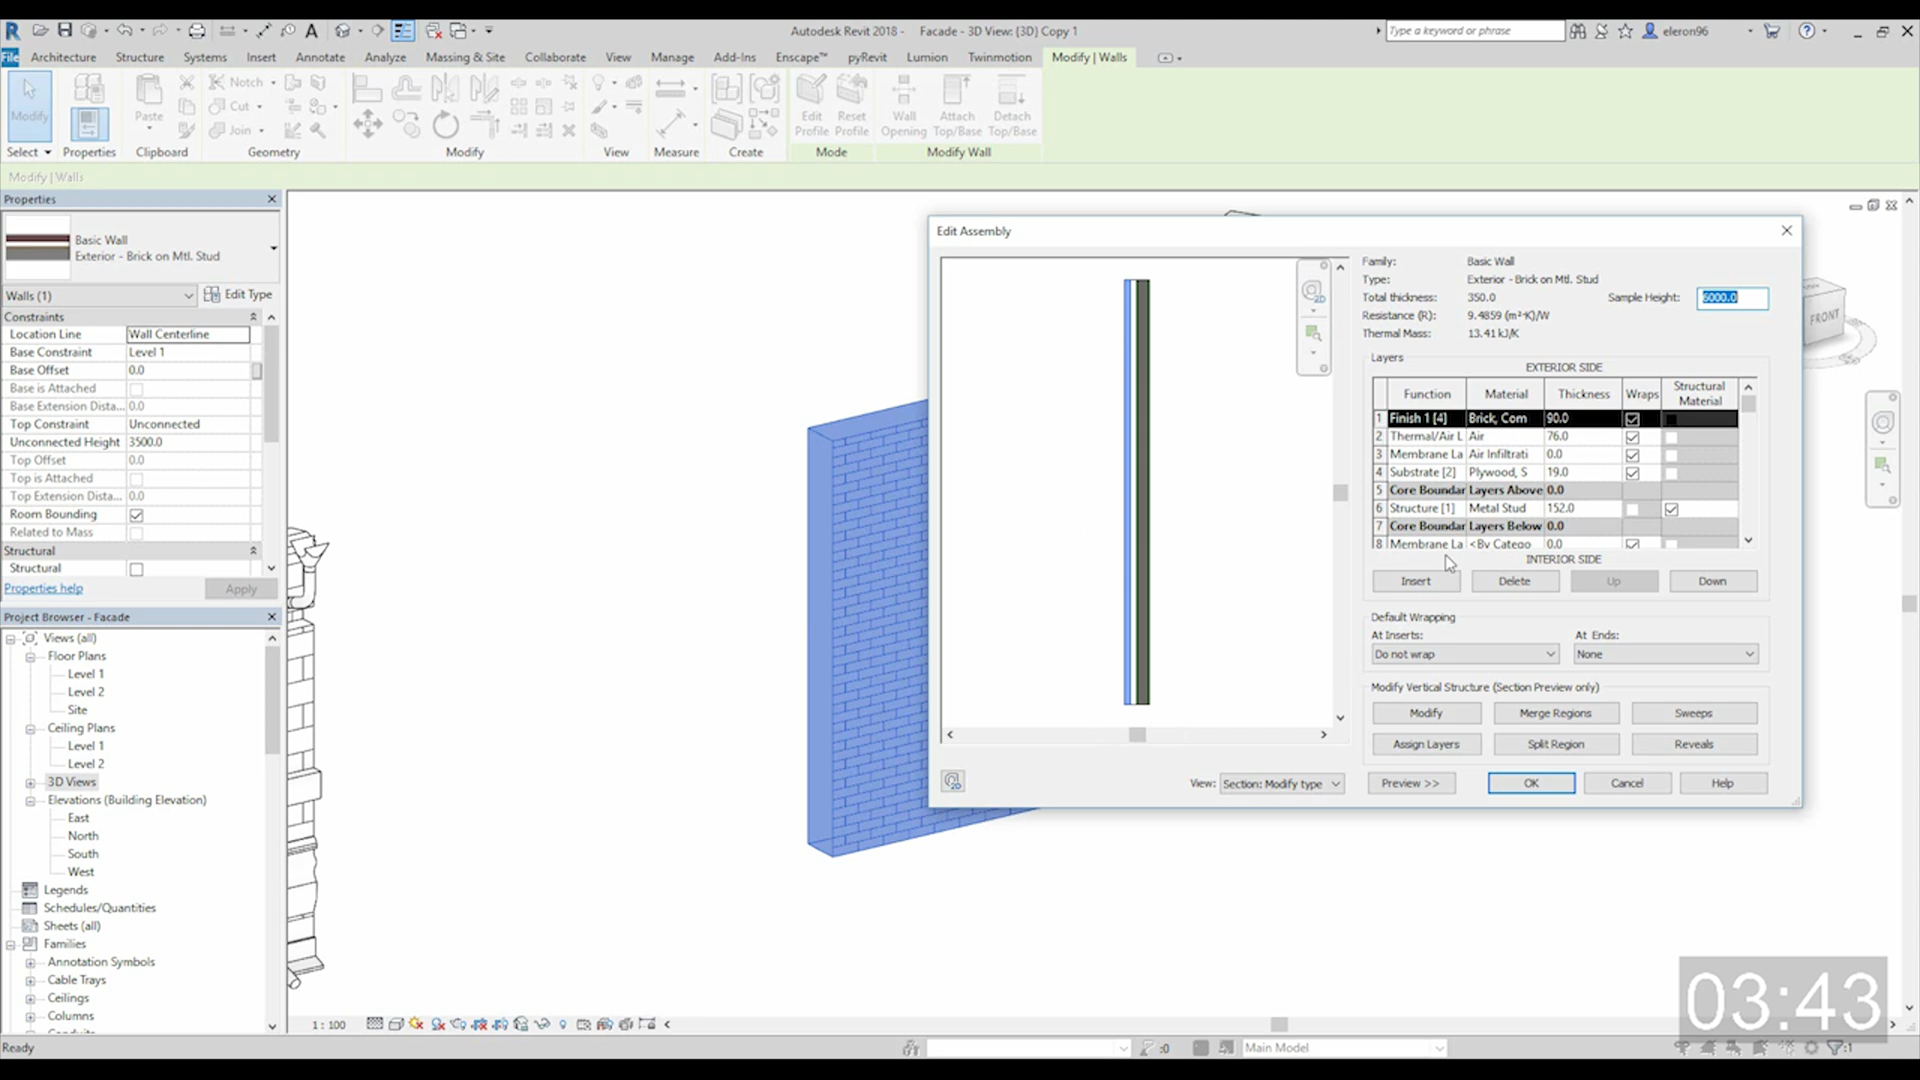 Autodesk Revit 2018 - Facade - 3D View: {3D} Copy 1
Type a keyword or phrase
eleron96
File Architecture Structure Systems Insert Annotate Analyze Massing & Site Collaborate View Manage Add-Ins Enscape™ pyRevit Lumion Twinmotion Modify | Walls
Modify Paste Notch Cut Join
Edit Profile Reset Profile Wall Opening Attach Top/Base Detach Top/Base
Select Properties Clipboard Geometry Modify View Measure Create Mode Modify Wall
Modify | Walls
Properties
Basic Wall
Exterior - Brick on Mtl. Stud
Walls (1) Edit Type
Constraints
Location Line Wall Centerline
Base Constraint Level 1
Base Offset 0.0
Base is Attached
Base Extension Dista... 0.0
Top Constraint Unconnected
Unconnected Height 3500.0
Top Offset 0.0
Top is Attached
Top Extension Dista... 0.0
Room Bounding
Related to Mass
Structural
Structural
Properties help Apply
Project Browser - Facade
Views (all)
Floor Plans
Level 1
Level 2
Site
Ceiling Plans
Level 1
Level 2
3D Views
Elevations (Building Elevation)
East
North
South
West
Legends
Schedules/Quantities
Sheets (all)
Families
Annotation Symbols
Cable Trays
Ceilings
Columns
Edit Assembly
Family: Basic Wall
Type: Exterior - Brick on Mtl. Stud
Total thickness: 350.0 Sample Height: 6000.0
Resistance (R): 9.4859 (m²·K)/W
Thermal Mass: 13.41 kJ/K
Layers
EXTERIOR SIDE
Function Material Thickness Wraps Structural Material
1 Finish 1 [4] Brick, Com 90.0
2 Thermal/Air L Air 76.0
3 Membrane La Air Infiltrati 0.0
4 Substrate [2] Plywood, S 19.0
5 Core Boundar Layers Above 0.0
6 Structure [1] Metal Stud 152.0
7 Core Boundar Layers Below 0.0
8 Membrane La <By Catego 0.0
INTERIOR SIDE
Insert Delete Up Down
Default Wrapping
At Inserts: At Ends:
Do not wrap None
Modify Vertical Structure (Section Preview only)
Modify Merge Regions Sweeps
Assign Layers Split Region Reveals
View: Section: Modify type Preview >> OK Cancel Help
2D
2D
FRONT
1 : 100
03:43
Ready :0 Main Model :1